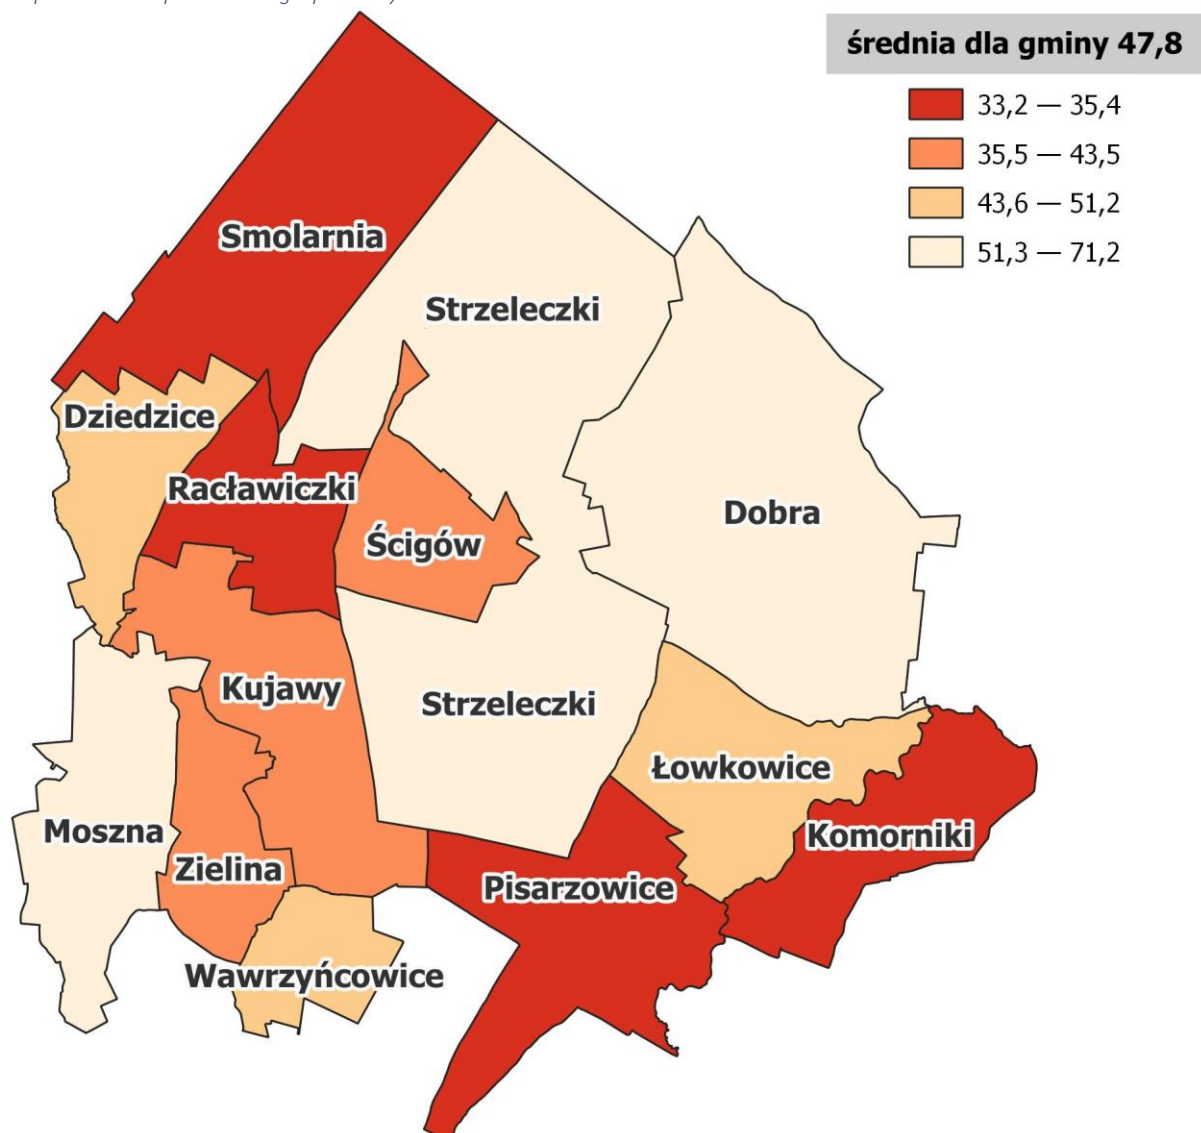 średnia dla gminy 47,8
33,2 — 35,4
35,5 — 43,5
43,6 — 51,2
51,3 — 71,2
Smolarnia
Strzeleczki
Dziedzice
Racławiczki
Dobra
Ścigów
Kujawy
Strzeleczki
Łowkowice
Moszna
Komorniki
Zielina
Pisarzowice
Wawrzyńcowice